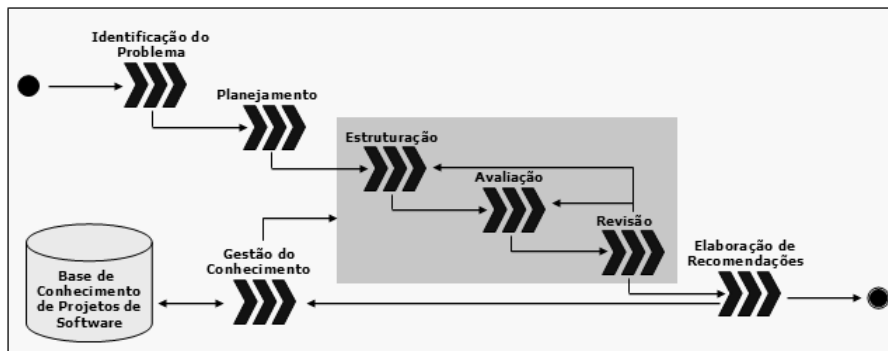 Identificação do
Problema
Planejamento
Estruturação
Avaliação
Revisão
Gestão do
Conhecimento
Elaboração de
Recomendações
Base de
Conhecimento
de Projetos de
Software